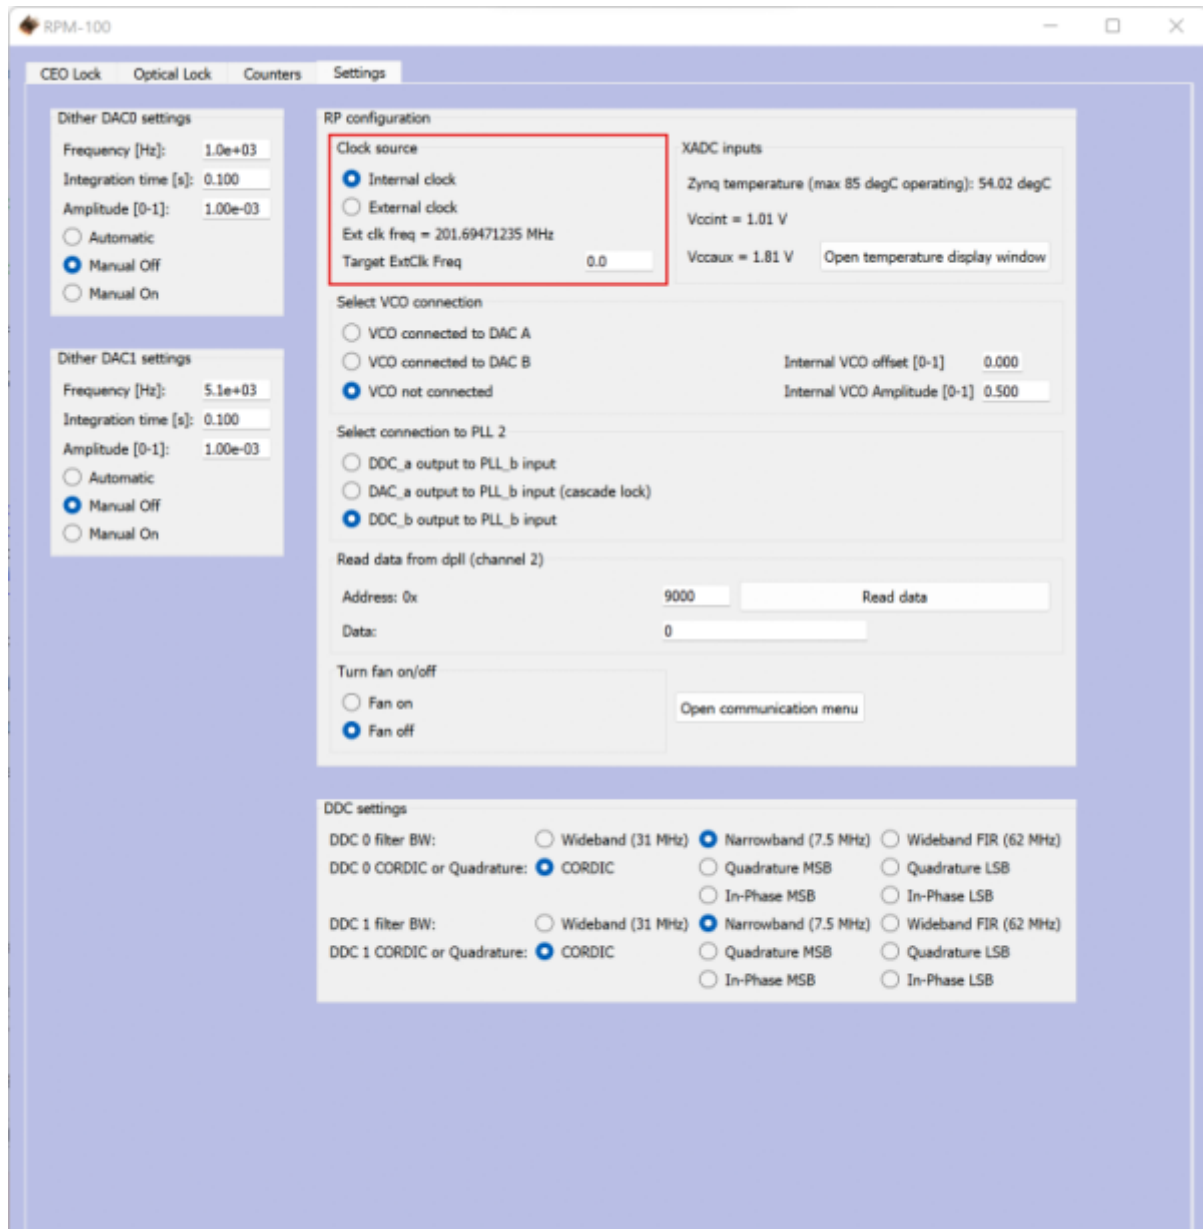 RPM-100
CEO Lock Optical Lock Counters Settings
Dither DAC0 settings
Frequency [Hz]: 1.0e+03
Integration time [s]: 0.100
Amplitude [0-1]: 1.00e-03
Automatic
Manual Off
Manual On
Dither DAC1 settings
Frequency [Hz]: 5.1e+03
Integration time [s]: 0.100
Amplitude [0-1]: 1.00e-03
Automatic
Manual Off
Manual On
RP configuration
Clock source
Internal clock
External clock
Ext clk freq = 201.69471235 MHz
Target ExtClk Freq 0.0
XADC inputs
Zynq temperature (max 85 degC operating): 54.02 degC
Vccint = 1.01 V
Vccaux = 1.81 V Open temperature display window
Select VCO connection
VCO connected to DAC A
VCO connected to DAC B
VCO not connected
Internal VCO offset [0-1] 0.000
Internal VCO Amplitude [0-1] 0.500
Select connection to PLL 2
DDC_a output to PLL_b input
DAC_a output to PLL_b input (cascade lock)
DDC_b output to PLL_b input
Read data from dpll (channel 2)
Address: 0x 9000 Read data
Data: 0
Turn fan on/off
Fan on
Fan off
Open communication menu
DDC settings
DDC 0 filter BW: Wideband (31 MHz) Narrowband (7.5 MHz) Wideband FIR (62 MHz)
DDC 0 CORDIC or Quadrature: CORDIC Quadrature MSB Quadrature LSB
In-Phase MSB In-Phase LSB
DDC 1 filter BW: Wideband (31 MHz) Narrowband (7.5 MHz) Wideband FIR (62 MHz)
DDC 1 CORDIC or Quadrature: CORDIC Quadrature MSB Quadrature LSB
In-Phase MSB In-Phase LSB